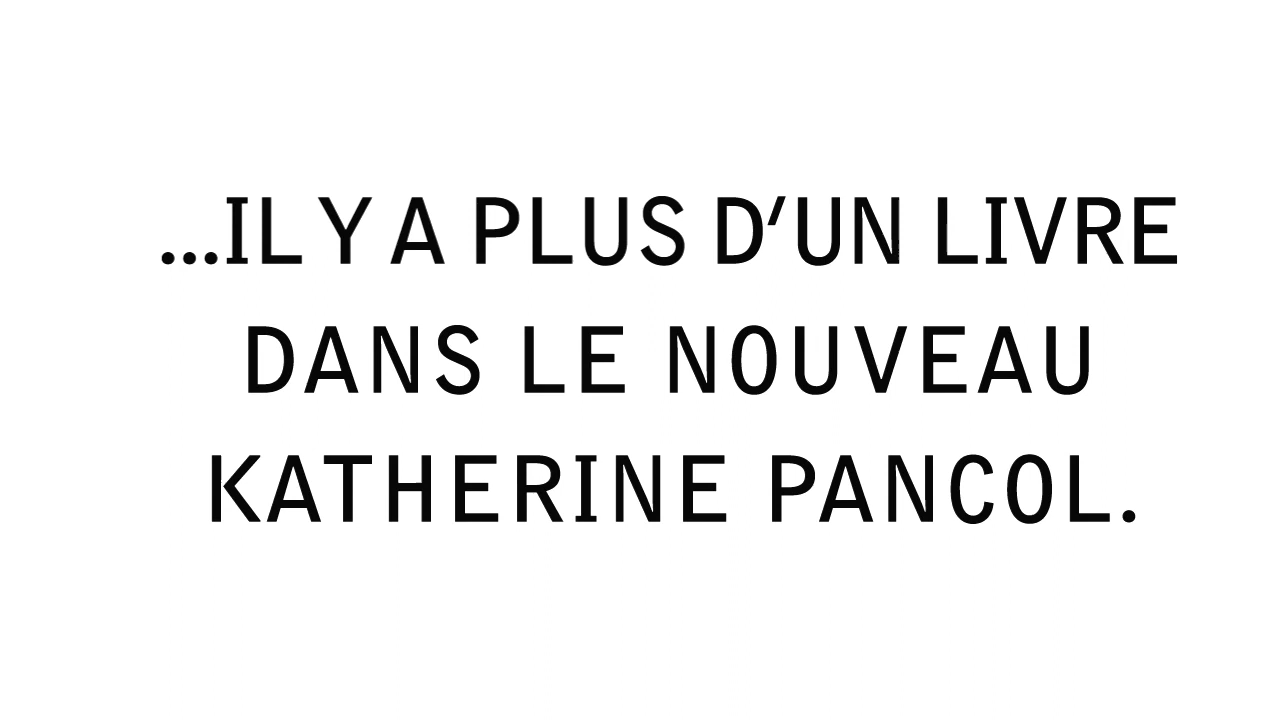 ...IL Y A PLUS D'UN LIVRE
DANS LE NOUVEAU
KATHERINE PANCOL.